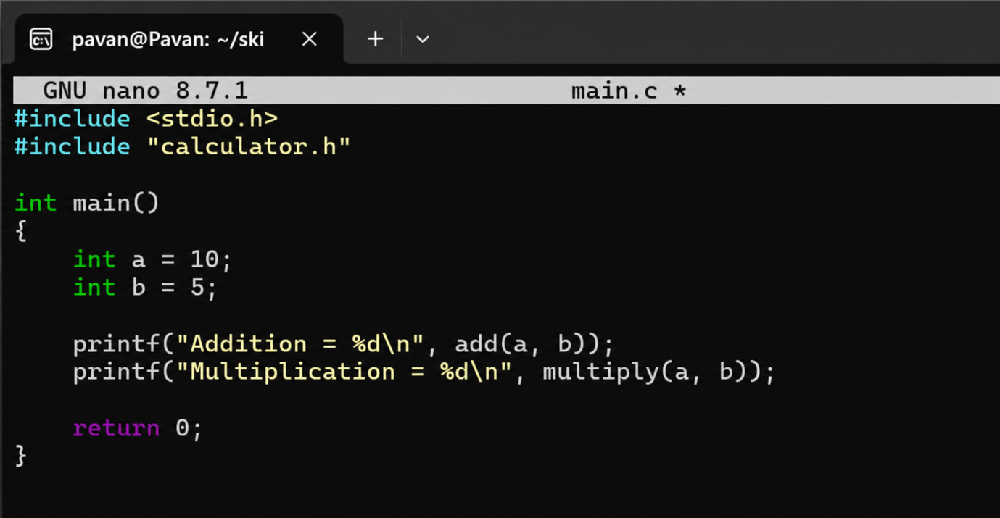 pavan@Pavan: ~/ski
GNU nano 8.7.1 main.c *
#include <stdio.h>
#include "calculator.h"

int main()
{
    int a = 10;
    int b = 5;

    printf("Addition = %d\n", add(a, b));
    printf("Multiplication = %d\n", multiply(a, b));

    return 0;
}